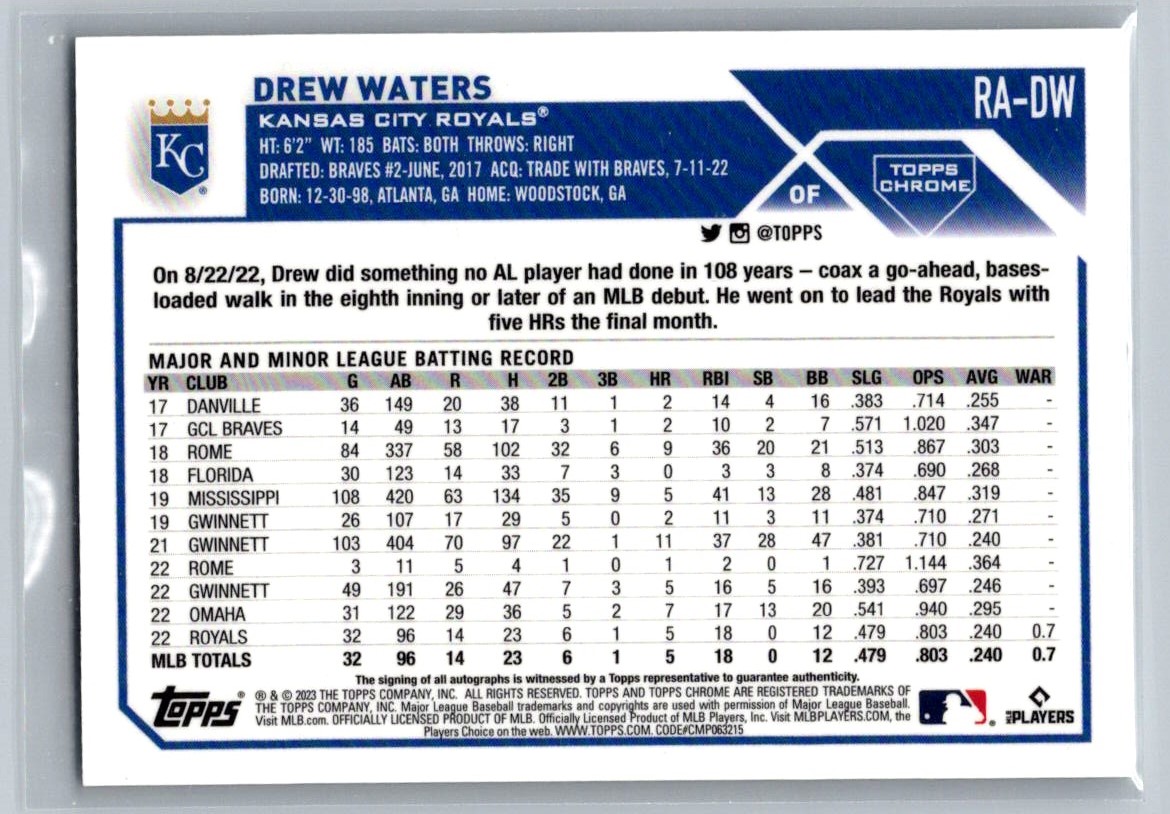 DREW WATERS
RA-DW
KC
KANSAS CITY ROYALS®
HT: 6'2" WT: 185 BATS: BOTH THROWS: RIGHT
DRAFTED: BRAVES #2-JUNE, 2017 ACQ: TRADE WITH BRAVES, 7-11-22
BORN: 12-30-98, ATLANTA, GA HOME: WOODSTOCK, GA
OF
TOPPS
CHROME
@TOPPS
On 8/22/22, Drew did something no AL player had done in 108 years – coax a go-ahead, bases-
loaded walk in the eighth inning or later of an MLB debut. He went on to lead the Royals with
five HRs the final month.
MAJOR AND MINOR LEAGUE BATTING RECORD
YR CLUB G AB R H 2B 3B HR RBI SB BB SLG OPS AVG WAR
17 DANVILLE 36 149 20 38 11 1 2 14 4 16 .383 .714 .255 -
17 GCL BRAVES 14 49 13 17 3 1 2 10 2 7 .571 1.020 .347 -
18 ROME 84 337 58 102 32 6 9 36 20 21 .513 .867 .303 -
18 FLORIDA 30 123 14 33 7 3 0 3 3 8 .374 .690 .268 -
19 MISSISSIPPI 108 420 63 134 35 9 5 41 13 28 .481 .847 .319 -
19 GWINNETT 26 107 17 29 5 0 2 11 3 11 .374 .710 .271 -
21 GWINNETT 103 404 70 97 22 1 11 37 28 47 .381 .710 .240 -
22 ROME 3 11 5 4 1 0 1 2 0 1 .727 1.144 .364 -
22 GWINNETT 49 191 26 47 7 3 5 16 5 16 .393 .697 .246 -
22 OMAHA 31 122 29 36 5 2 7 17 13 20 .541 .940 .295 -
22 ROYALS 32 96 14 23 6 1 5 18 0 12 .479 .803 .240 0.7
MLB TOTALS 32 96 14 23 6 1 5 18 0 12 .479 .803 .240 0.7
The signing of all autographs is witnessed by a Topps representative to guarantee authenticity.
Topps®
® & © 2023 THE TOPPS COMPANY, INC. ALL RIGHTS RESERVED. TOPPS AND TOPPS CHROME ARE REGISTERED TRADEMARKS OF
THE TOPPS COMPANY, INC. Major League Baseball trademarks and copyrights are used with permission of Major League Baseball.
Visit MLB.com. OFFICIALLY LICENSED PRODUCT OF MLB. Officially Licensed Product of MLB Players, Inc. Visit MLBPLAYERS.COM, the
Players Choice on the web. WWW.TOPPS.COM. CODE#CMP063215
MLB PLAYERS